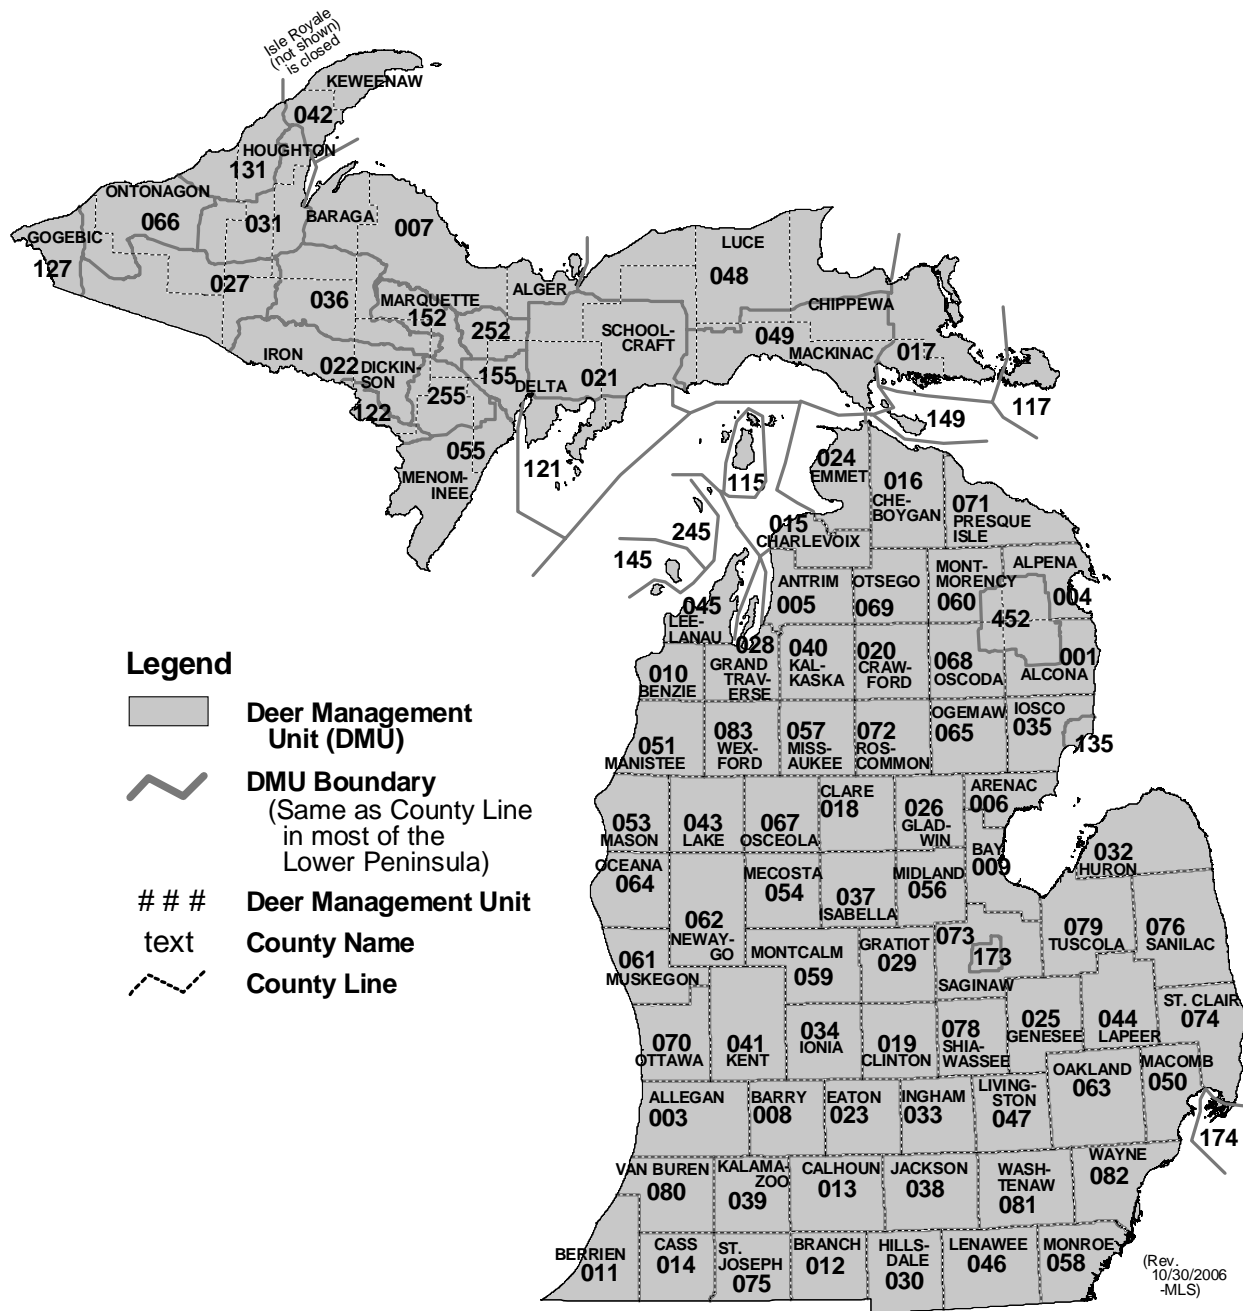 Isle Royale
(not shown)
is closed
KEWEENAW
042
HOUGHTON
131
ONTONAGON
066
031
BARAGA
007
GOGEBIC
127
027
036
MARQUETTE
152
252
ALGER
LUCE
048
CHIPPEWA
SCHOOL-
CRAFT
049
MACKINAC
017
IRON
022
DICKIN-
SON
255
155
DELTA
021
122
055
MENOM-
INEE
121
149
117
115
024
EMMET
016
CHE-
BOYGAN
071
PRESQUE
ISLE
245
145
015
CHARLEVOIX
ANTRIM
005
OTSEGO
069
MONT-
MORENCY
060
ALPENA
004
452
045
LEE-
LANAU
028
GRAND
TRAV-
ERSE
040
KAL-
KASKA
020
CRAW-
FORD
068
OSCODA
001
ALCONA
010
BENZIE
051
MANISTEE
083
WEX-
FORD
057
MISS-
AUKEE
072
ROS-
COMMON
OGEMAW
065
IOSCO
035
135
Legend
Deer Management
Unit (DMU)
DMU Boundary
(Same as County Line
in most of the
Lower Peninsula)
# # #
Deer Management Unit
text
County Name
County Line
053
MASON
043
LAKE
067
OSCEOLA
CLARE
018
026
GLAD-
WIN
ARENAC
006
BAY
009
032
HURON
OCEANA
064
062
NEWAY-
GO
MECOSTA
054
037
ISABELLA
MIDLAND
056
079
TUSCOLA
076
SANILAC
061
MUSKEGON
MONTCALM
059
GRATIOT
029
073
173
SAGINAW
070
OTTAWA
041
KENT
034
IONIA
019
CLINTON
078
SHIA-
WASSEE
025
GENESEE
044
LAPEER
ST. CLAIR
074
ALLEGAN
003
BARRY
008
EATON
023
INGHAM
033
LIVING-
STON
047
OAKLAND
063
MACOMB
050
174
VAN BUREN
080
KALAMA-
ZOO
039
CALHOUN
013
JACKSON
038
WASH-
TENAW
081
WAYNE
082
BERRIEN
011
CASS
014
ST.
JOSEPH
075
BRANCH
012
HILLS-
DALE
030
LENAWEE
046
MONROE
058
(Rev.
10/30/2006
-MLS)